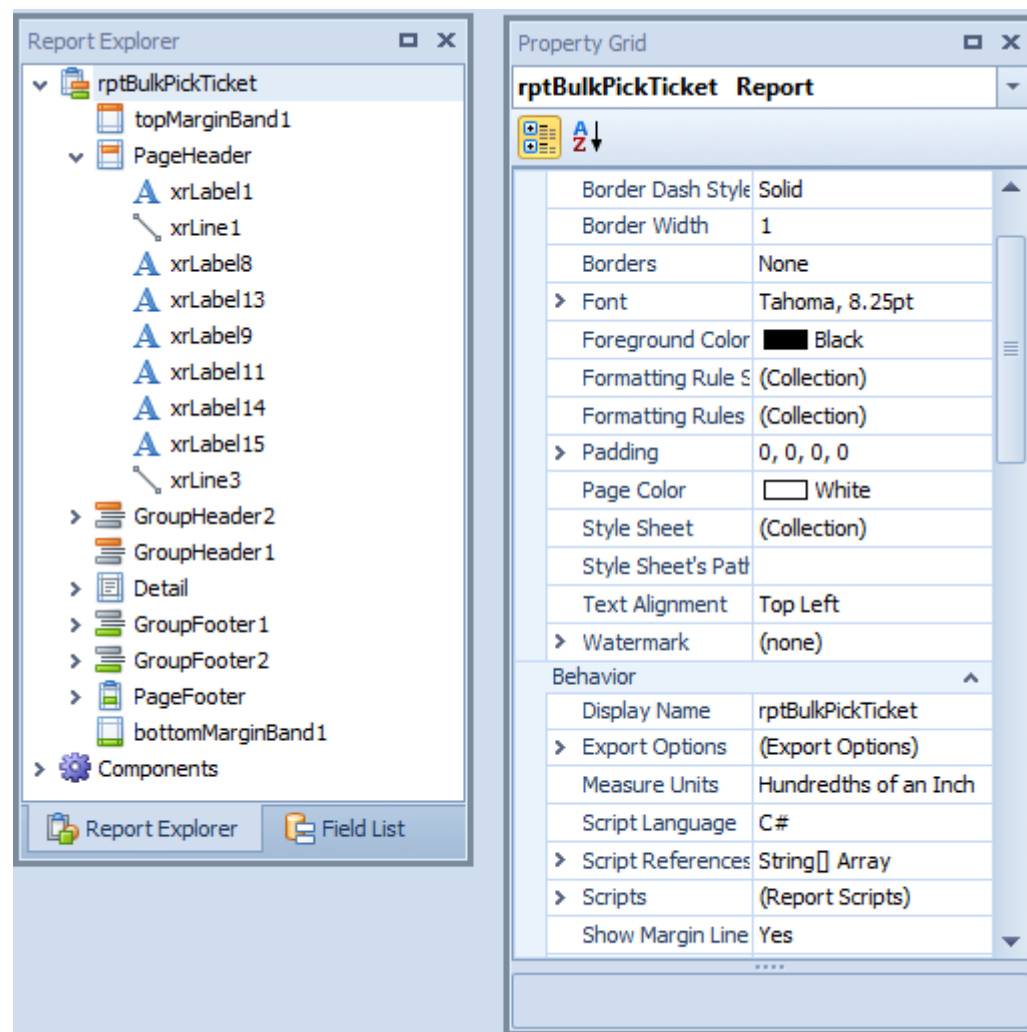 Report Explorer
rptBulkPickTicket
topMarginBand1
PageHeader
xrLabel1
xrLine1
xrLabel8
xrLabel13
xrLabel9
xrLabel11
xrLabel14
xrLabel15
xrLine3
GroupHeader2
GroupHeader1
Detail
GroupFooter1
GroupFooter2
PageFooter
bottomMarginBand1
Components
Report Explorer Field List
Property Grid
rptBulkPickTicket Report
Border Dash Style Solid
Border Width 1
Borders None
Font Tahoma, 8.25pt
Foreground Color Black
Formatting Rule S (Collection)
Formatting Rules (Collection)
Padding 0, 0, 0, 0
Page Color White
Style Sheet (Collection)
Style Sheet's Path
Text Alignment Top Left
Watermark (none)
Behavior
Display Name rptBulkPickTicket
Export Options (Export Options)
Measure Units Hundredths of an Inch
Script Language C#
Script References String[] Array
Scripts (Report Scripts)
Show Margin Line Yes